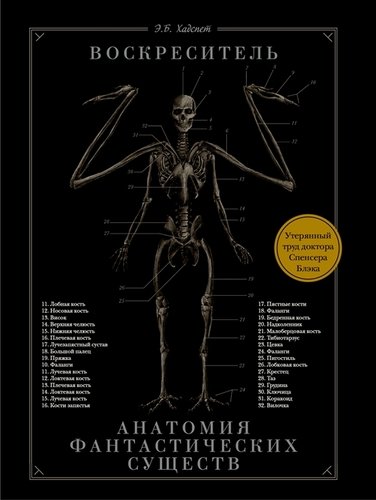 Э.Б. Хадспет
ВОСКРЕСИТЕЛЬ
Утерянный
труд доктора
Спенсера
Блэка
11. Лобная кость
12. Носовая кость
13. Висок
14. Верхняя челюсть
15. Нижняя челюсть
16. Плечевая кость
17. Лучезапястный сустав
18. Большой палец
19. Пряжка
10. Фаланги
11. Лучевая кость
12. Локтевая кость
13. Плечевая кость
14. Локтевая кость
15. Лучевая кость
16. Кости запястья
17. Пястные кости
18. Фаланги
19. Бедренная кость
20. Надколенник
21. Малоберцовая кость
22. Тибиотарзус
23. Цевка
24. Фаланги
25. Пигостиль
26. Лобковая кость
27. Крестец
28. Таз
29. Грудина
30. Ключица
31. Коракоид
32. Вилочка
АНАТОМИЯ
ФАНТАСТИЧЕСКИХ
СУЩЕСТВ